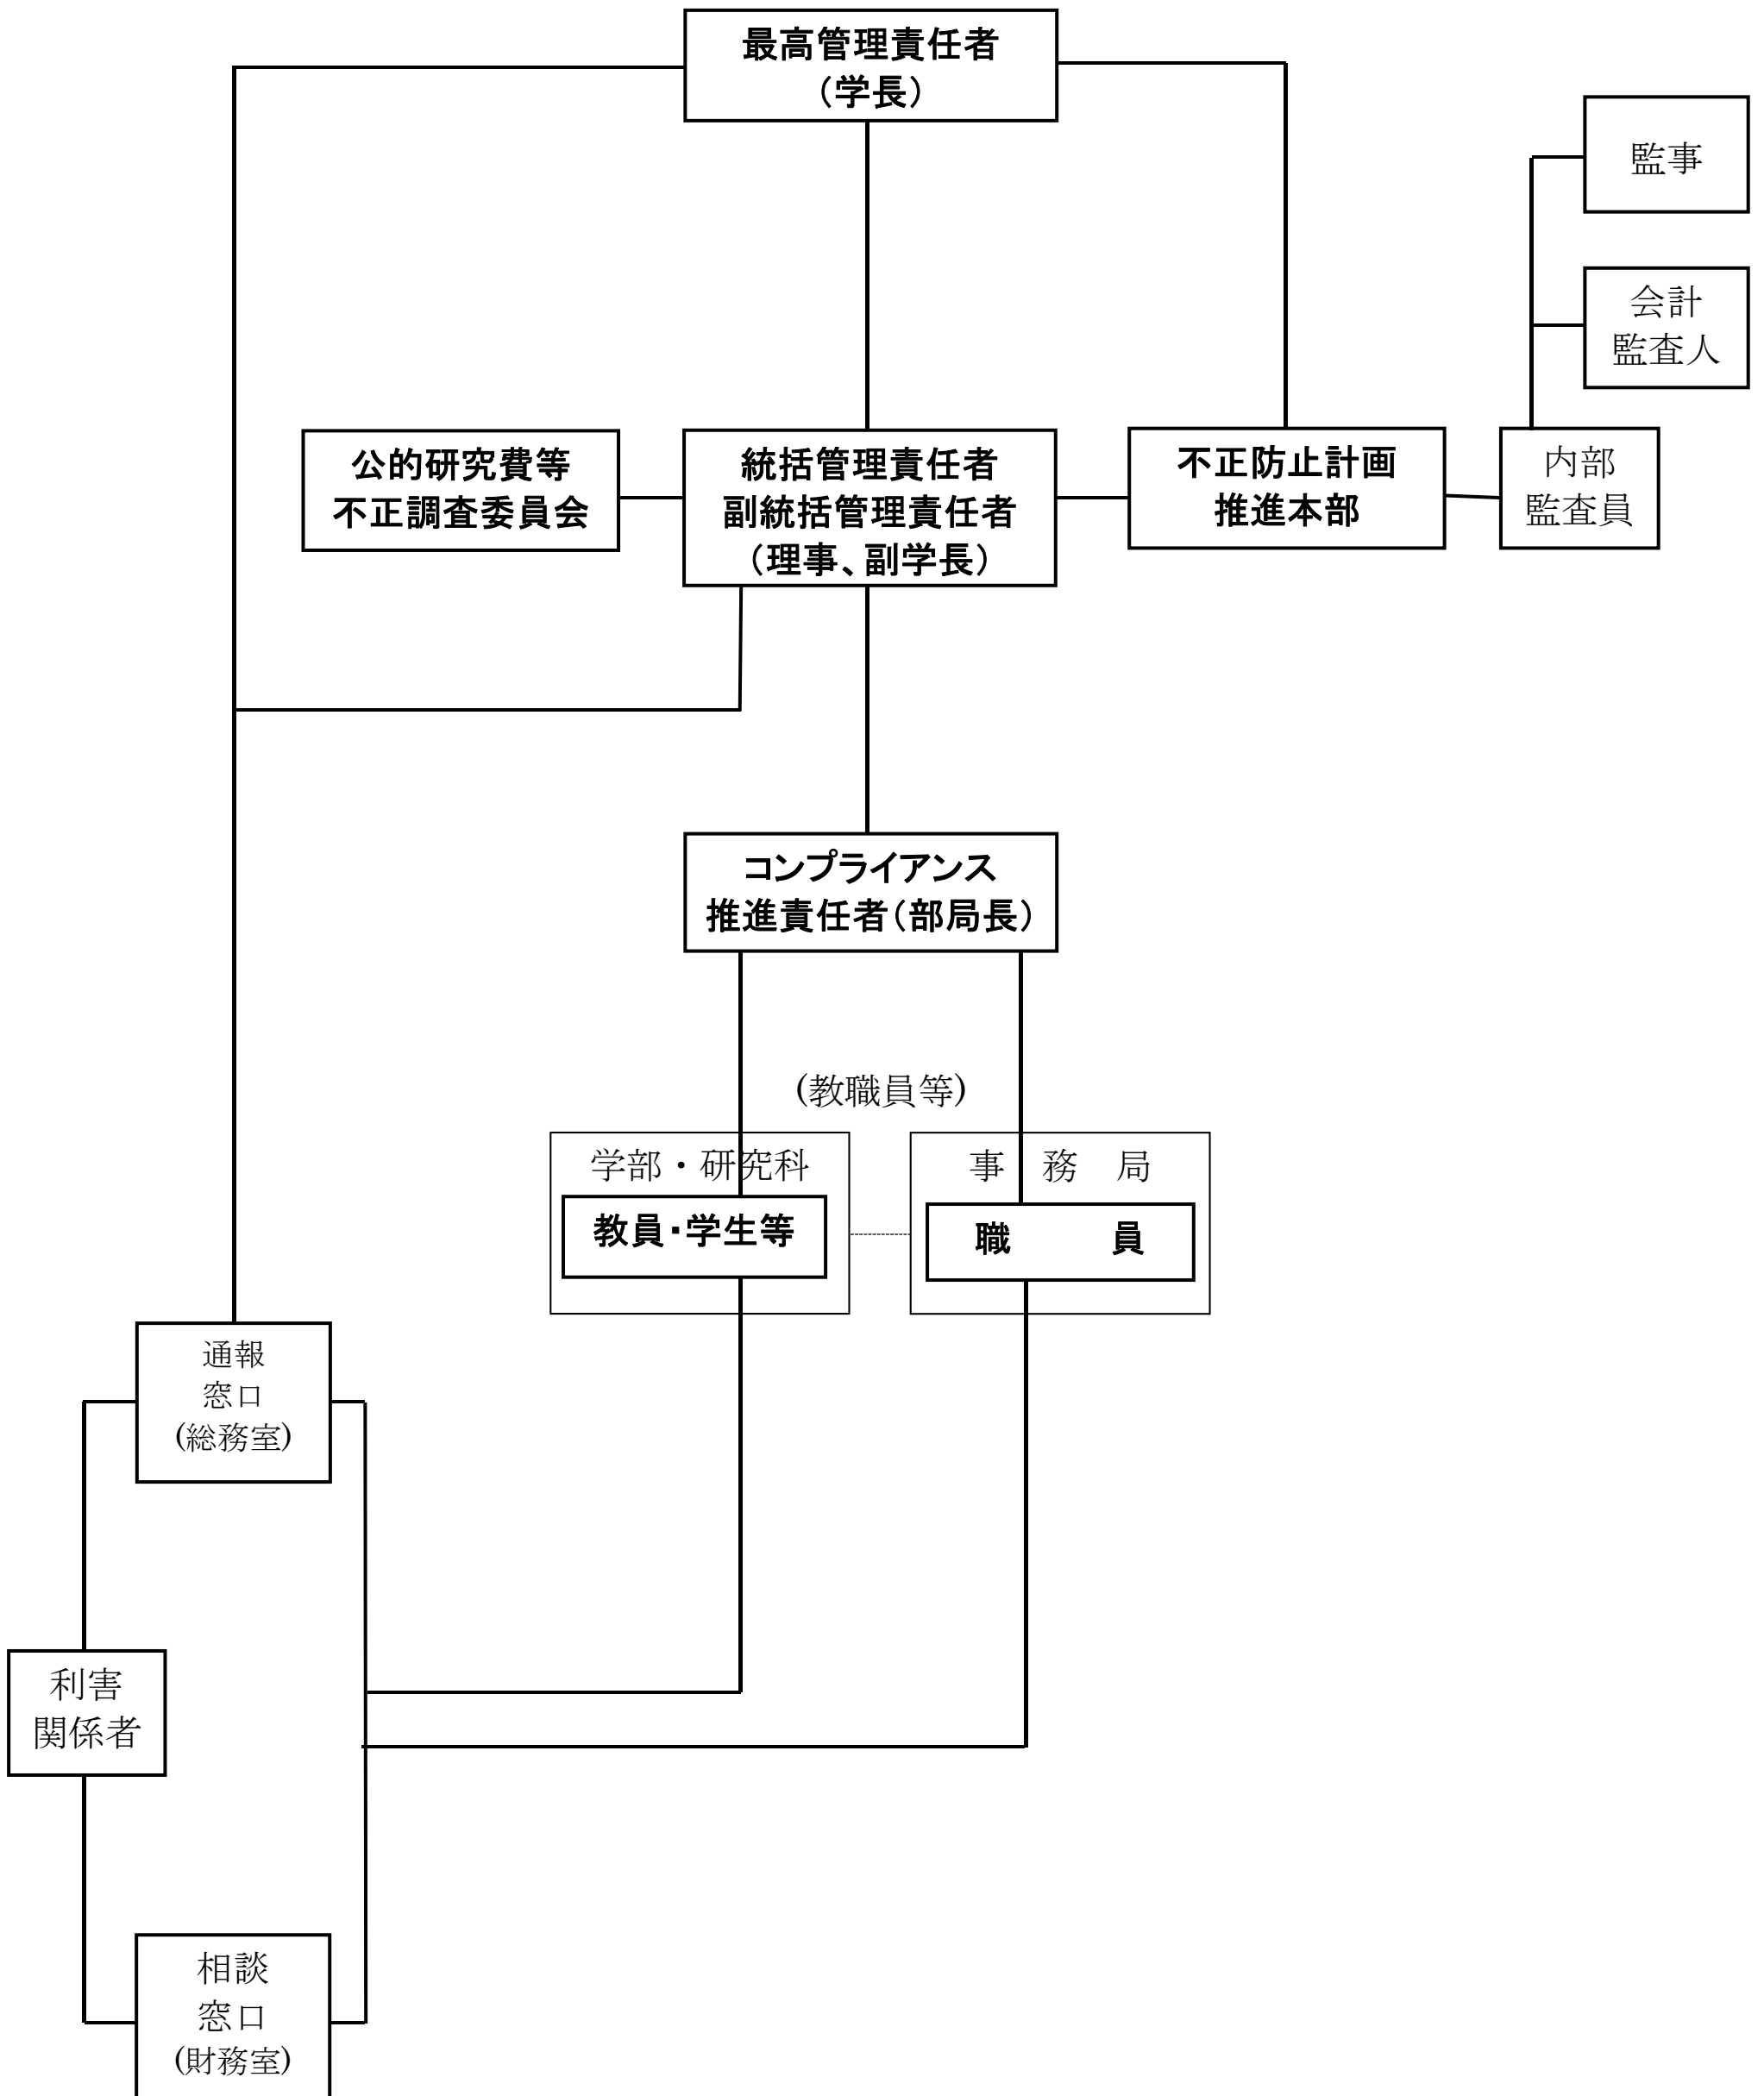 最高管理責任者
（学長）
監事
会計
監査人
公的研究費等
不正調査委員会
統括管理責任者
副統括管理責任者
（理事、副学長）
不正防止計画
推進本部
内部
監査員
コンプライアンス
推進責任者（部局長）
(教職員等)
学部・研究科
教員・学生等
事　務　局
職　　員
通報
窓口
(総務室)
利害
関係者
相談
窓口
(財務室)